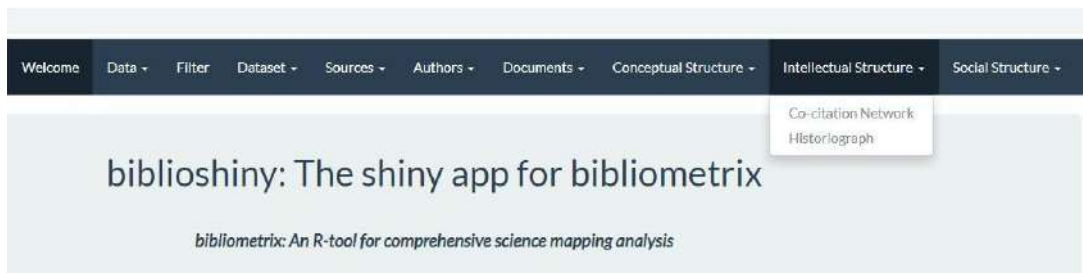 Welcome Data Filter Dataset Sources Authors Documents Conceptual Structure Intellectual Structure Social Structure
Co-citation Network
Historiograph
biblioshiny: The shiny app for bibliometrix
bibliometrix: An R-tool for comprehensive science mapping analysis